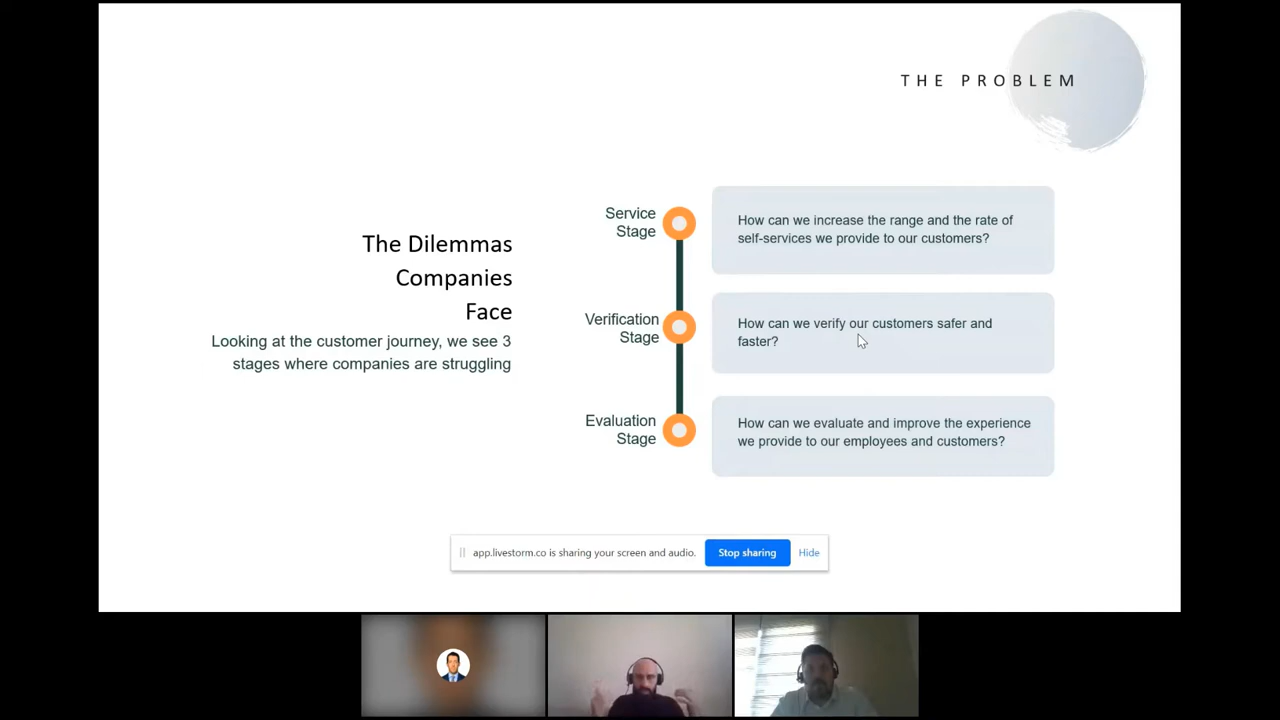 THE PROBLEM
The Dilemmas
Companies
Face
Looking at the customer journey, we see 3
stages where companies are struggling
Service
Stage
How can we increase the range and the rate of
self-services we provide to our customers?
Verification
Stage
How can we verify our customers safer and
faster?
Evaluation
Stage
How can we evaluate and improve the experience
we provide to our employees and customers?
app.livestorm.co is sharing your screen and audio.
Stop sharing
Hide